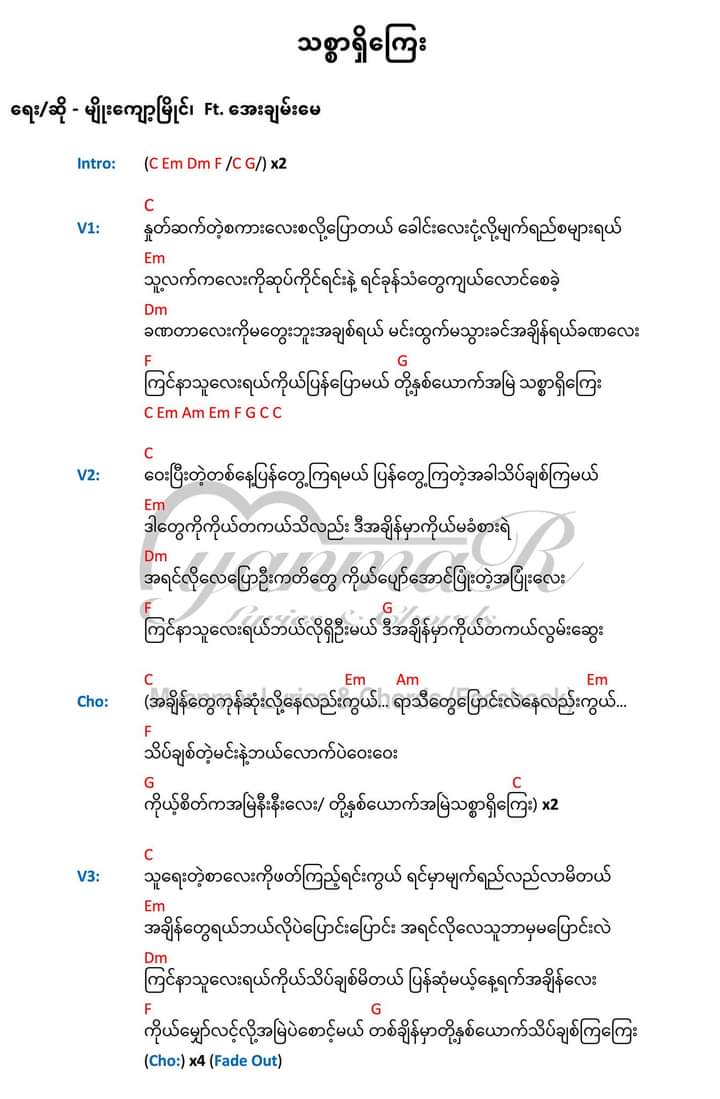 သစ္စာရှိကြေး
ရေး/ဆို - မျိုးကျော့မြိုင်၊ Ft. အေးချမ်းမေ
Intro: (C Em Dm F /C G/) x2
C
V1: နှုတ်ဆက်တဲ့စကားလေးစလို့ပြောတယ် ခေါင်းလေးငုံ့လို့မျက်ရည်စများရယ်
Em
သူ့လက်ကလေးကိုဆုပ်ကိုင်ရင်းနဲ့ ရင်ခုန်သံတွေကျယ်လောင်စေခဲ့
Dm
ခဏတာလေးကိုမတွေးဘူးအချစ်ရယ် မင်းထွက်မသွားခင်အချိန်ရယ်ခဏလေး
F G
ကြင်နာသူလေးရယ်ကိုယ်ပြန်ပြောမယ် တို့နှစ်ယောက်အမြဲ သစ္စာရှိကြေး
C Em Am Em F G C C
C
V2: ဝေးပြီးတဲ့တစ်နေ့ပြန်တွေ့ကြရမယ် ပြန်တွေ့ကြတဲ့အခါသိပ်ချစ်ကြမယ်
Em
ဒါတွေကိုကိုယ်တကယ်သိလည်း ဒီအချိန်မှာကိုယ်မခံစားရဲ
Dm
အရင်လိုလေပြောဦးကတိတွေ ကိုယ်ပျော်အောင်ပြုံးတဲ့အပြုံးလေး
F G
ကြင်နာသူလေးရယ်ဘယ်လိုရှိဦးမယ် ဒီအချိန်မှာကိုယ်တကယ်လွမ်းဆွေး
C Em Am Em
Cho: (အချိန်တွေကုန်ဆုံးလို့နေလည်းကွယ်... ရာသီတွေပြောင်းလဲနေလည်းကွယ်...
F
သိပ်ချစ်တဲ့မင်းနဲ့ဘယ်လောက်ပဲဝေးဝေး
G C
ကိုယ့်စိတ်ကအမြဲနီးနီးလေး/ တို့နှစ်ယောက်အမြဲသစ္စာရှိကြေး) x2
C
V3: သူရေးတဲ့စာလေးကိုဖတ်ကြည့်ရင်းကွယ် ရင်မှာမျက်ရည်လည်လာမိတယ်
Em
အချိန်တွေရယ်ဘယ်လိုပဲပြောင်းပြောင်း အရင်လိုလေသူဘာမှမပြောင်းလဲ
Dm
ကြင်နာသူလေးရယ်ကိုယ်သိပ်ချစ်မိတယ် ပြန်ဆုံမယ့်နေ့ရက်အချိန်လေး
F G
ကိုယ်မျှော်လင့်လို့အမြဲပဲစောင့်မယ် တစ်ချိန်မှာတို့နှစ်ယောက်သိပ်ချစ်ကြကြေး
(Cho:) x4 (Fade Out)
yanmaR
Lyrics & Chords
Myanmar Lyrics & Chords (Facebook)